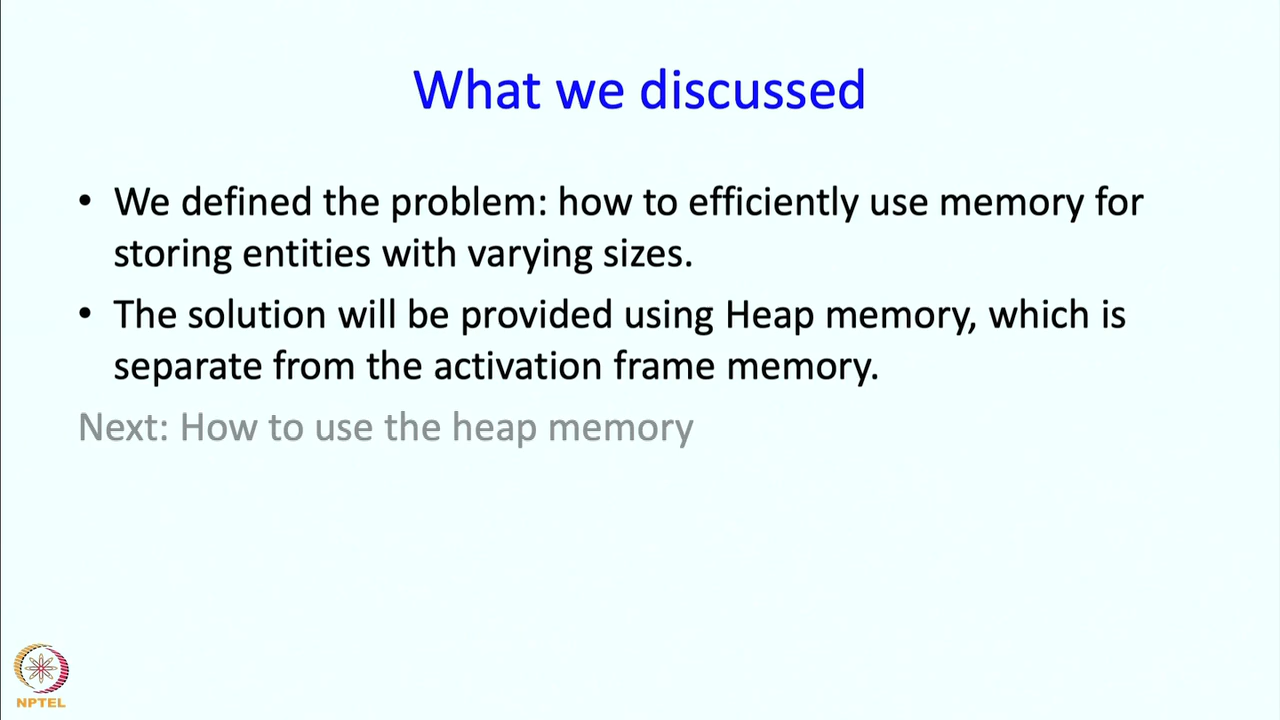 What we discussed
• We defined the problem: how to efficiently use memory for
storing entities with varying sizes.
• The solution will be provided using Heap memory, which is
separate from the activation frame memory.
Next: How to use the heap memory
NPTEL